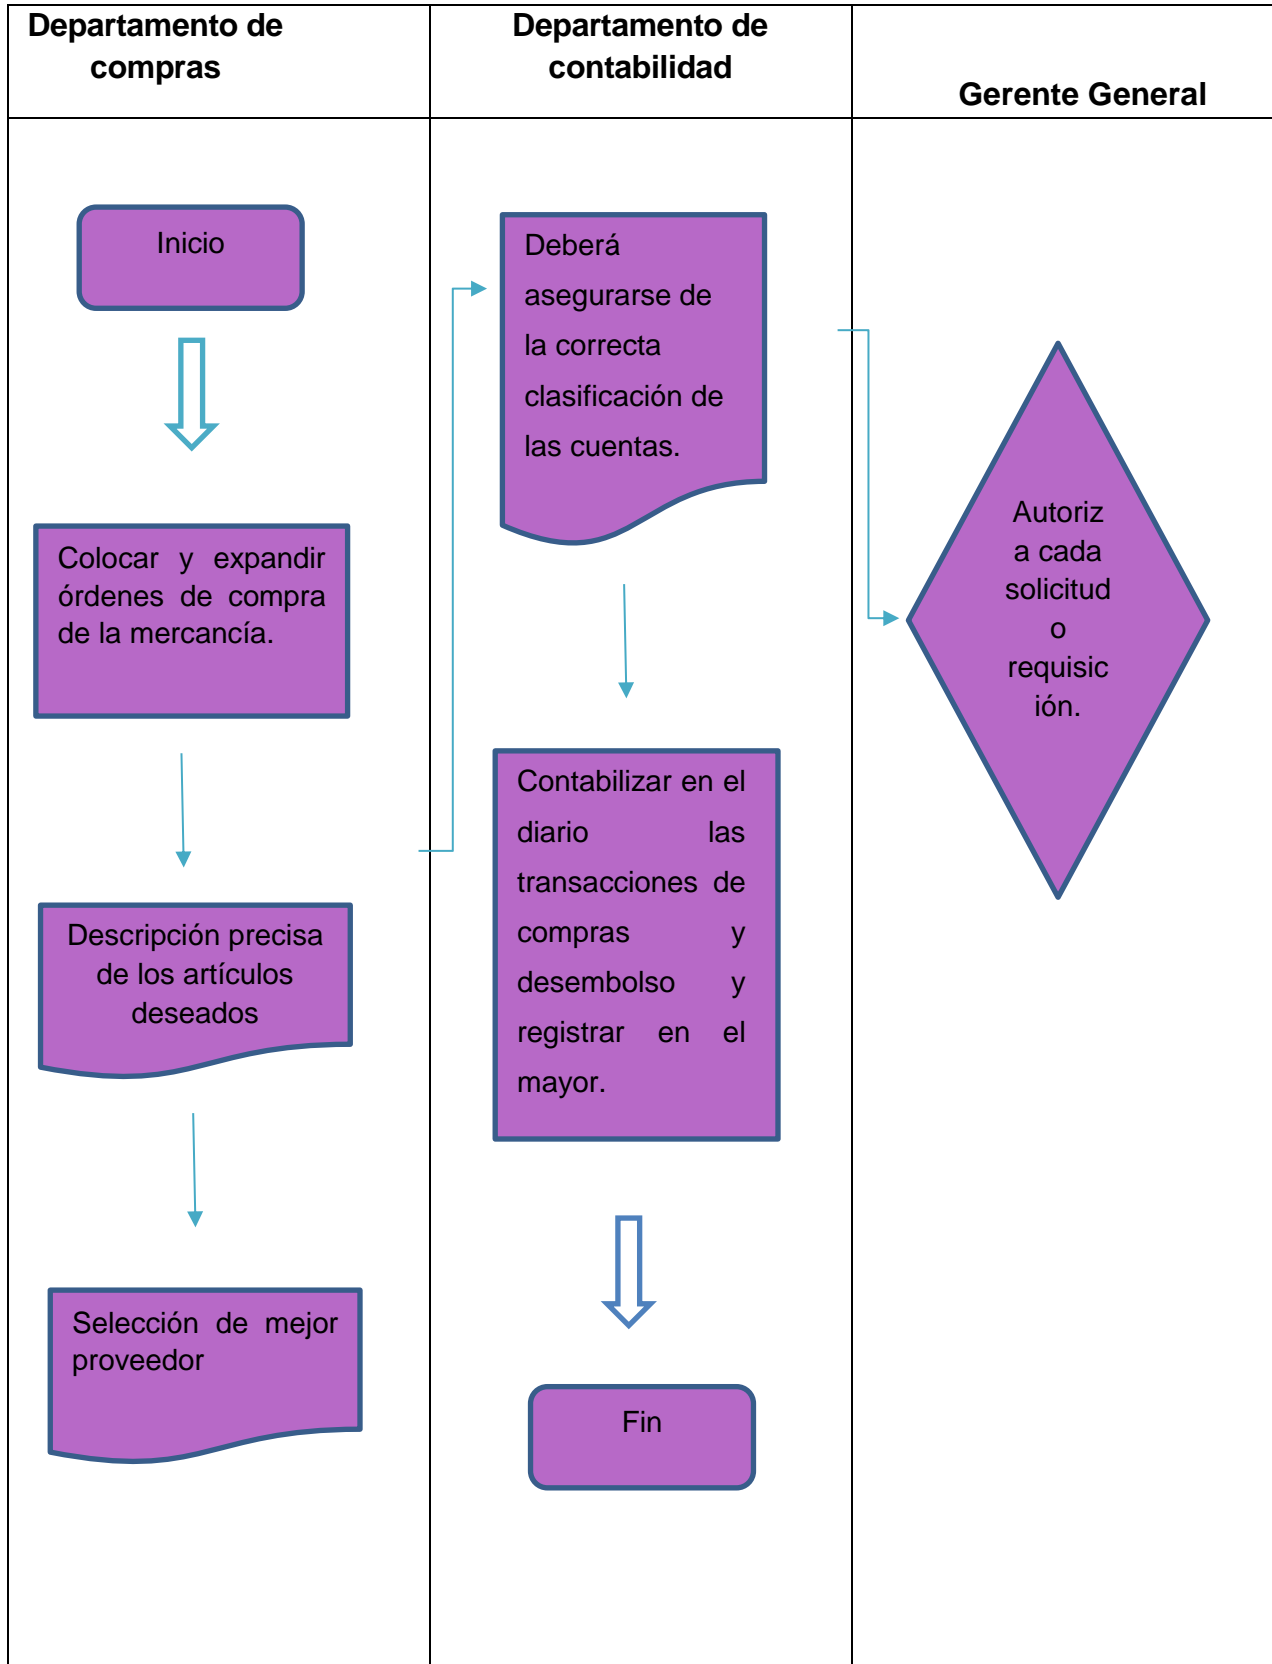 Departamento de
compras
Departamento de
contabilidad
Gerente General
Inicio
Colocar y expandir
órdenes de compra
de la mercancía.
Descripción precisa
de los artículos
deseados
Selección de mejor
proveedor
Deberá
asegurarse de
la correcta
clasificación de
las cuentas.
Contabilizar en el
diario las
transacciones de
compras y
desembolso y
registrar en el
mayor.
Fin
Autoriz
a cada
solicitud
o
requisic
ión.